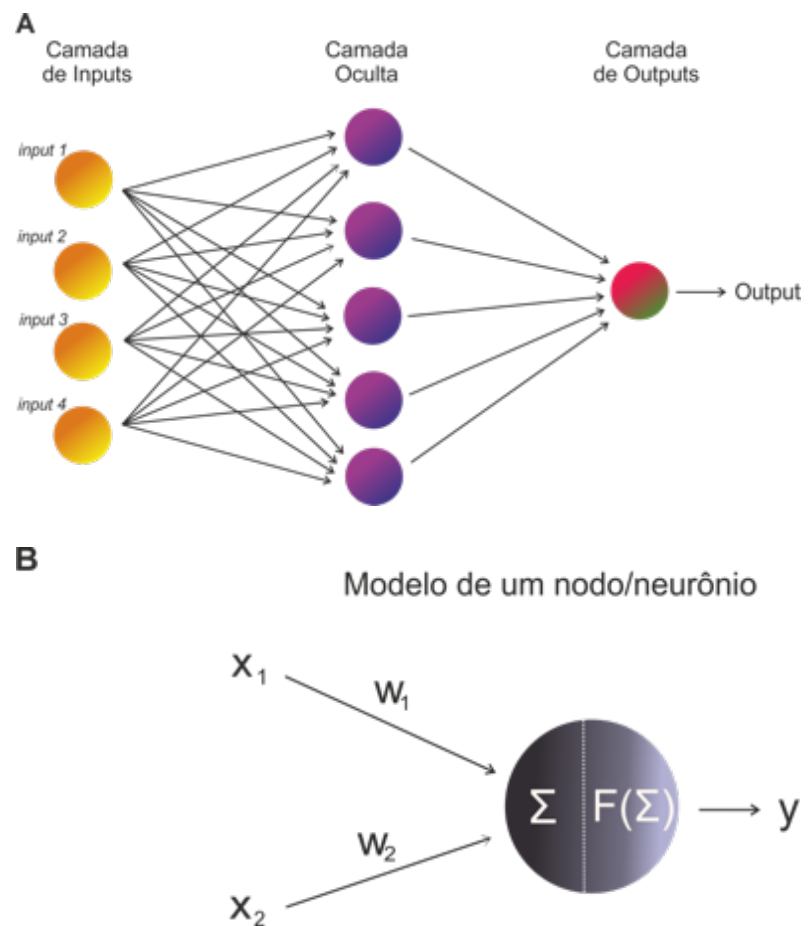 A
Camada
de Inputs
Camada
Oculta
Camada
de Outputs
input 1
input 2
input 3
input 4
Output
B
Modelo de um nodo/neurônio
x₁
w₁
Σ
F(Σ)
y
w₂
x₂